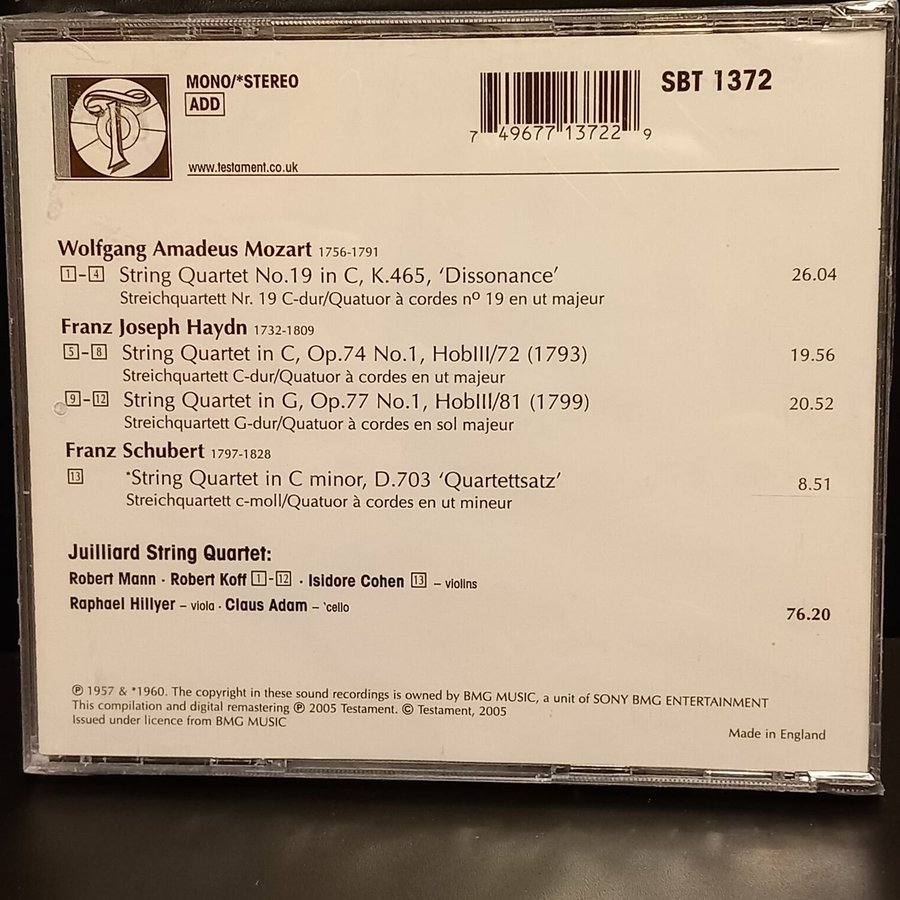 MONO/*STEREO
ADD
www.testament.co.uk
7 49677 13722 9
SBT 1372
Wolfgang Amadeus Mozart 1756-1791
1-4 String Quartet No.19 in C, K.465, ‘Dissonance’ 26.04
Streichquartett Nr. 19 C-dur/Quatuor à cordes nº 19 en ut majeur
Franz Joseph Haydn 1732-1809
5-8 String Quartet in C, Op.74 No.1, HobIII/72 (1793) 19.56
Streichquartett C-dur/Quatuor à cordes en ut majeur
9-12 String Quartet in G, Op.77 No.1, HobIII/81 (1799) 20.52
Streichquartett G-dur/Quatuor à cordes en sol majeur
Franz Schubert 1797-1828
13 *String Quartet in C minor, D.703 ‘Quartettsatz’ 8.51
Streichquartett c-moll/Quatuor à cordes en ut mineur
Juilliard String Quartet:
Robert Mann · Robert Koff 1-12 · Isidore Cohen 13 – violins
Raphael Hillyer – viola · Claus Adam – ‘cello
76.20
℗ 1957 & *1960. The copyright in these sound recordings is owned by BMG MUSIC, a unit of SONY BMG ENTERTAINMENT
This compilation and digital remastering ℗ 2005 Testament. © Testament, 2005
Issued under licence from BMG MUSIC
Made in England